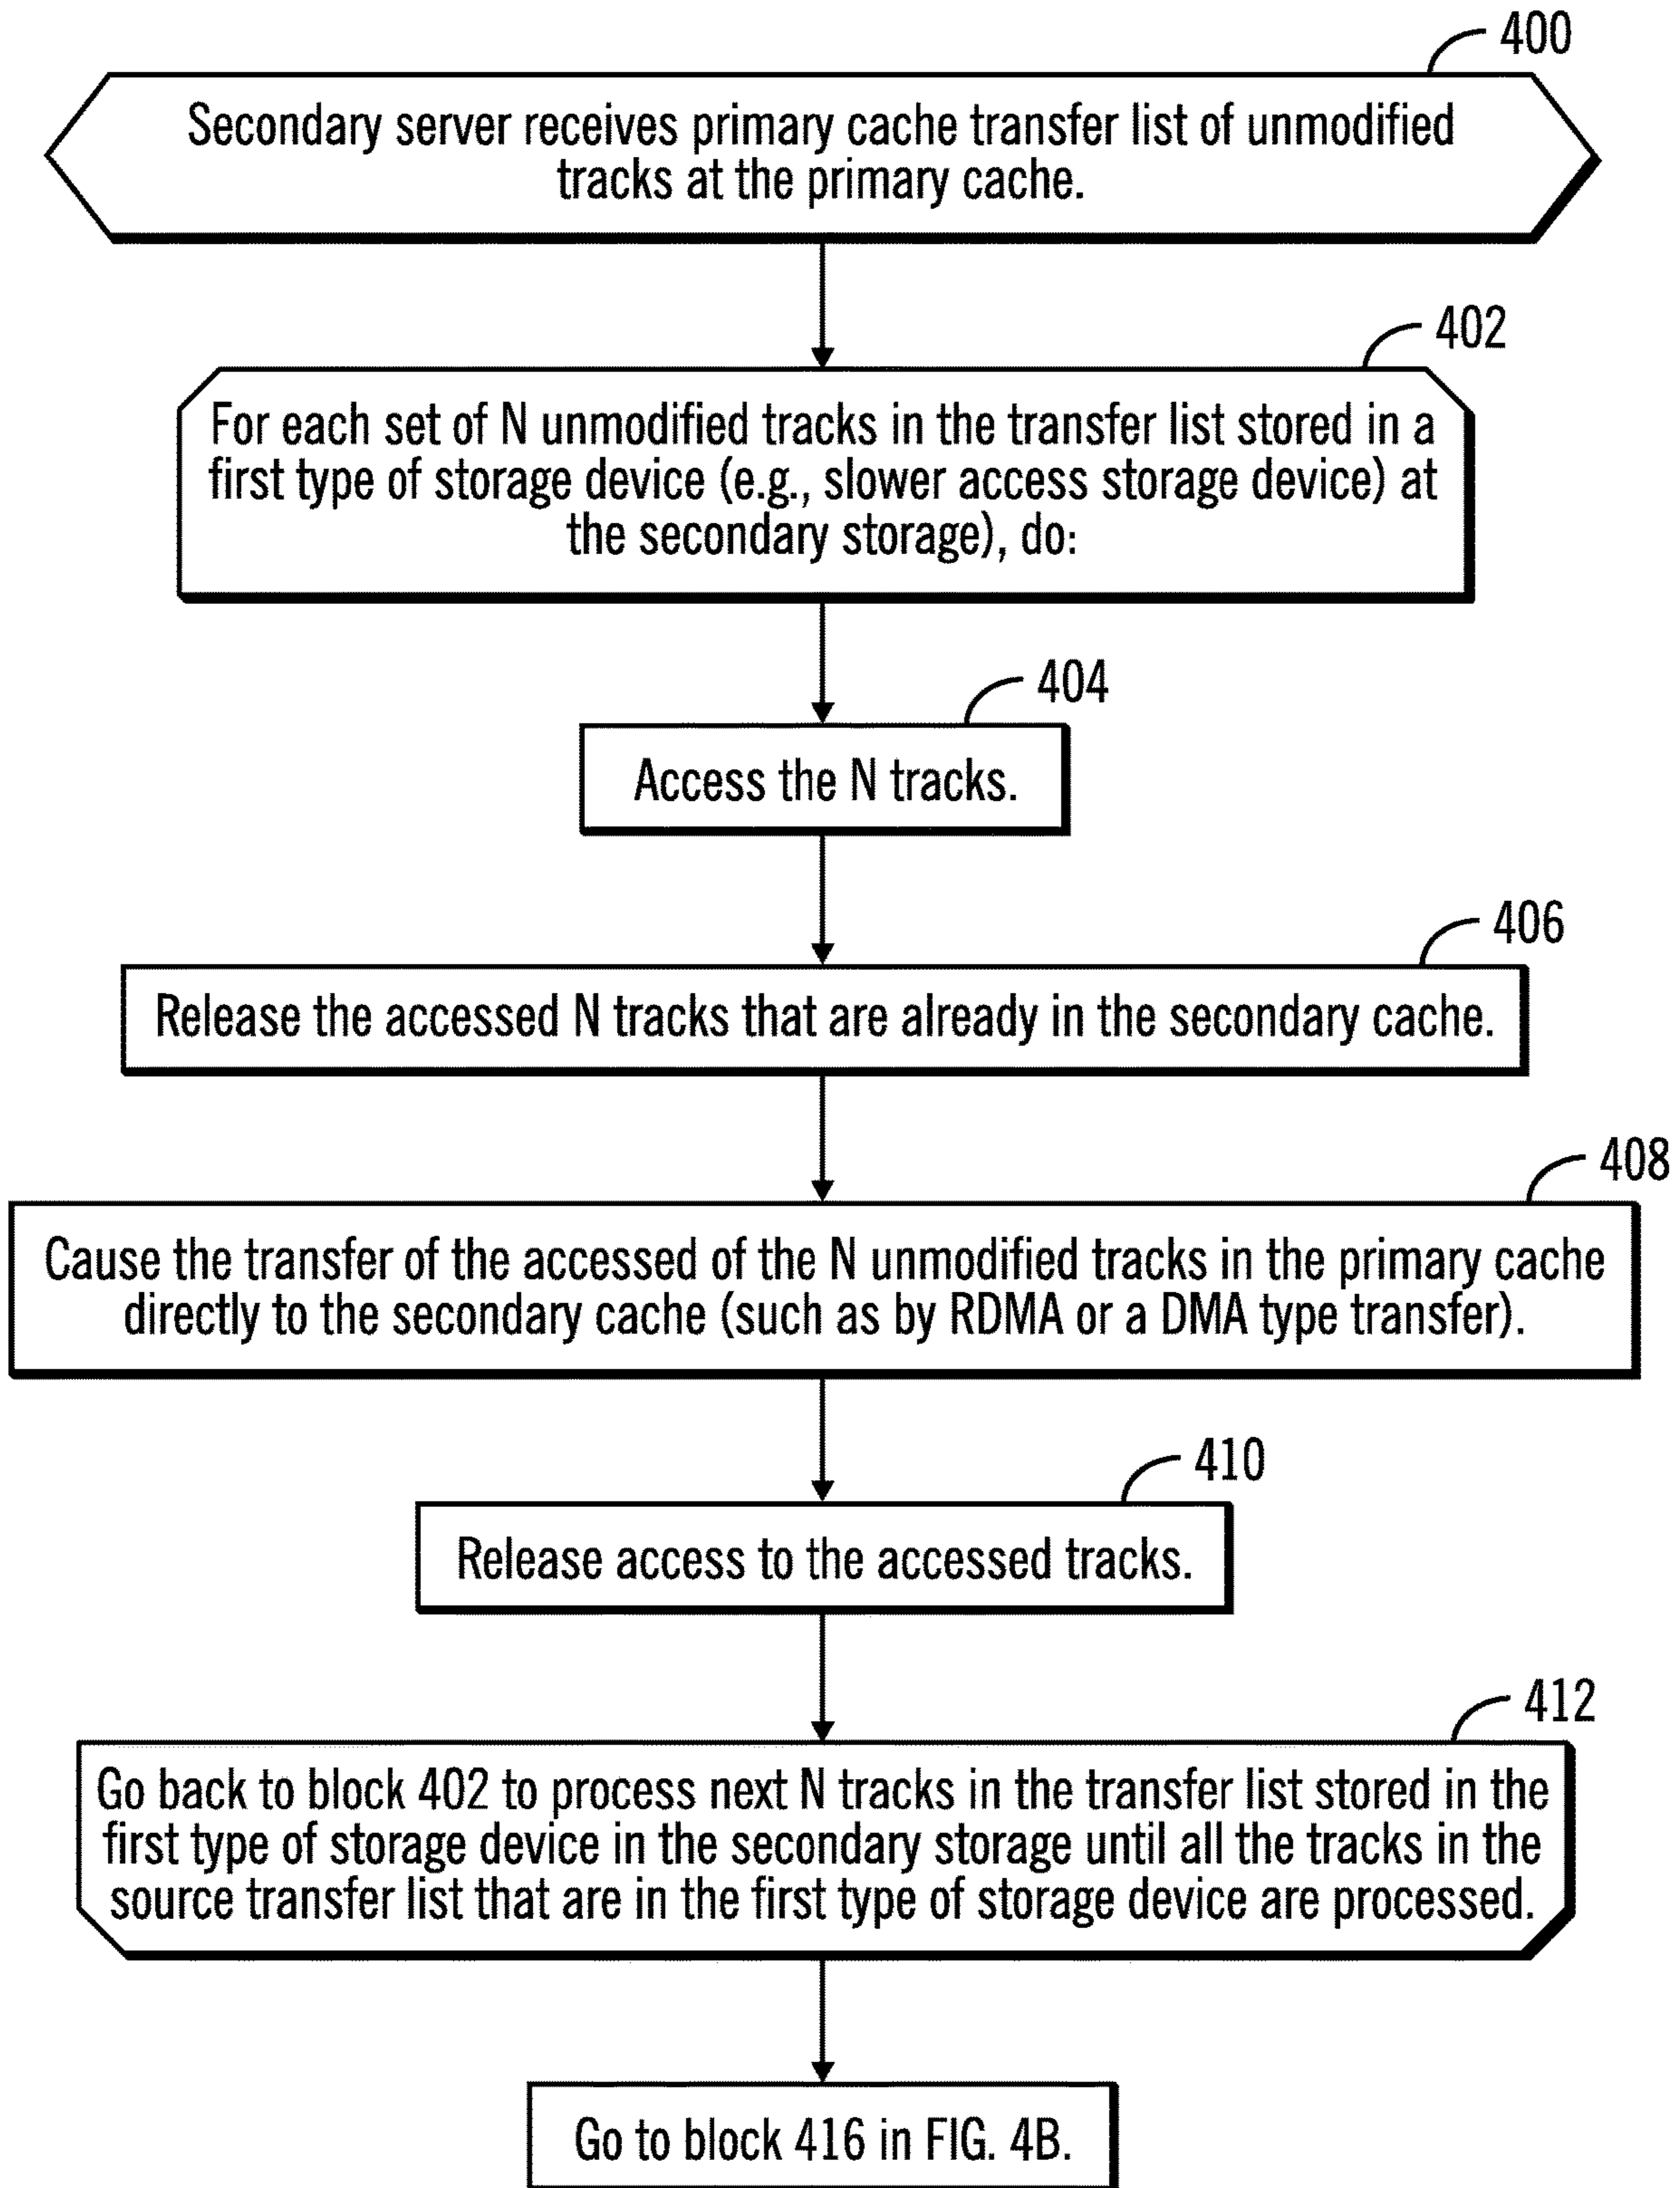 400
Secondary server receives primary cache transfer list of unmodified
tracks at the primary cache.
402
For each set of N unmodified tracks in the transfer list stored in a
first type of storage device (e.g., slower access storage device) at
the secondary storage), do:
404
Access the N tracks.
406
Release the accessed N tracks that are already in the secondary cache.
408
Cause the transfer of the accessed of the N unmodified tracks in the primary cache
directly to the secondary cache (such as by RDMA or a DMA type transfer).
410
Release access to the accessed tracks.
412
Go back to block 402 to process next N tracks in the transfer list stored in the
first type of storage device in the secondary storage until all the tracks in the
source transfer list that are in the first type of storage device are processed.
Go to block 416 in FIG. 4B.